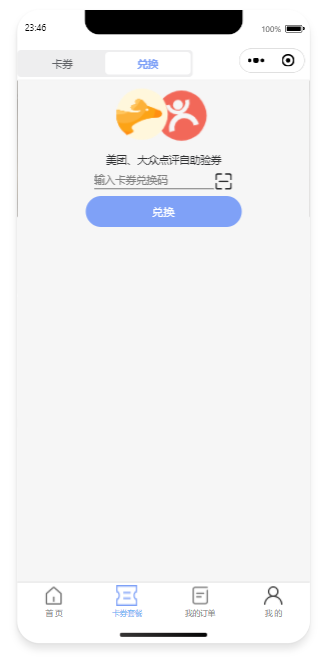 23:46
100%
卡券
兑换
美团、大众点评自助验券
输入卡券兑换码
兑换
首页
卡券套餐
我的订单
我的